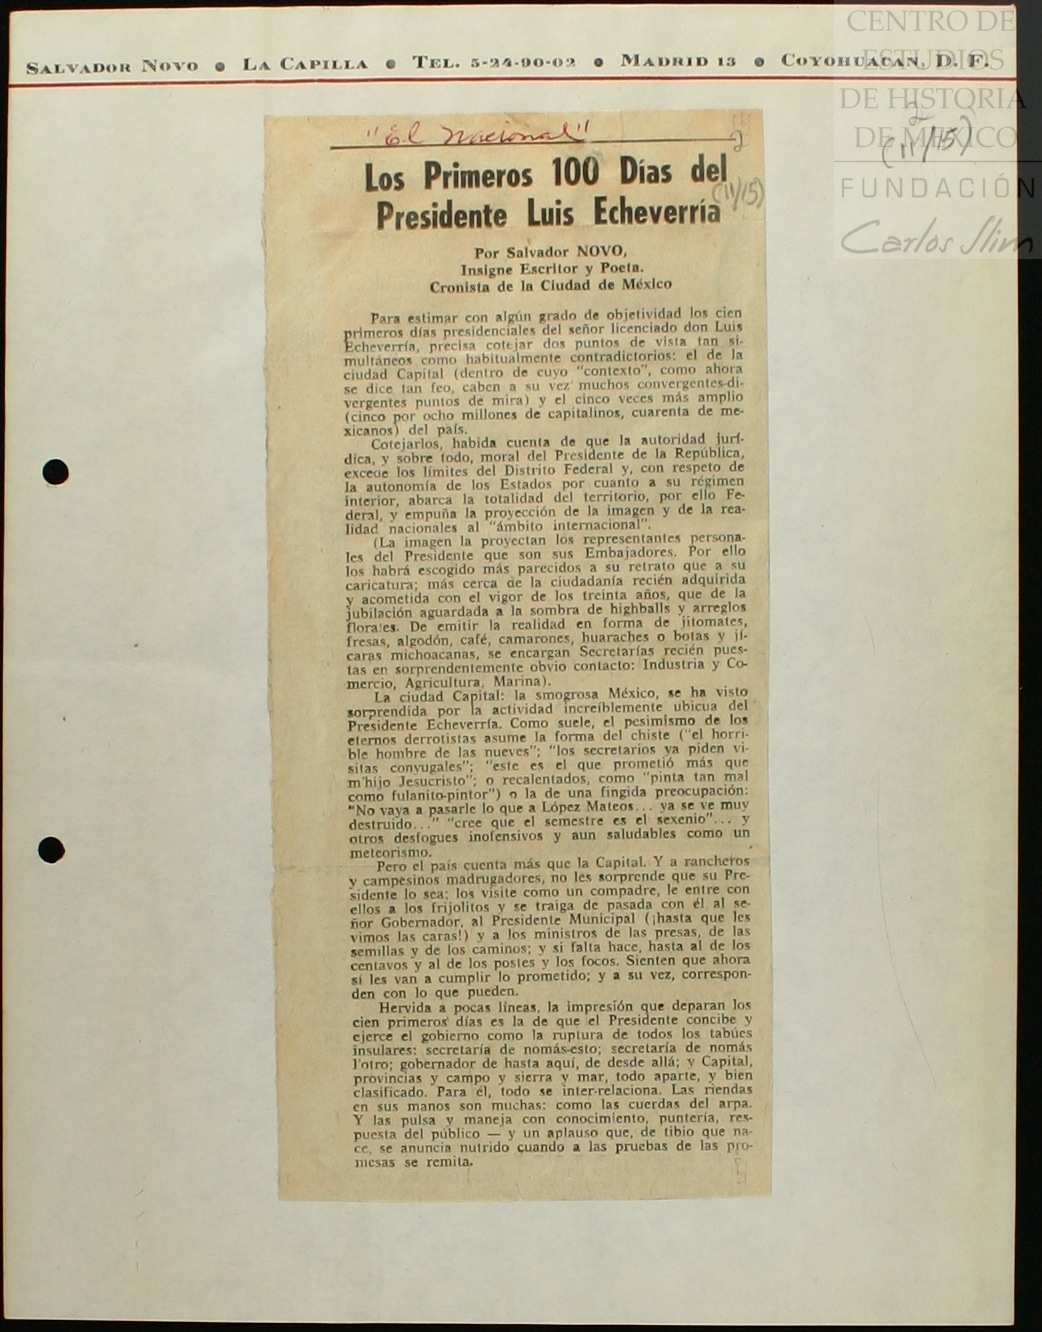 CENTRO DE
ESTUDIOS
DE HISTORIA
DE MÉXICO
FUNDACIÓN
Carlos Slim
SALVADOR NOVO ● LA CAPILLA ● TEL. 5-24-90-02 ● MADRID 13 ● COYOHUACAN, D. F.
2
(11/15)
"El Nacional"
2
Los Primeros 100 Días del
(11/15)
Presidente Luis Echeverría
Por Salvador NOVO,
Insigne Escritor y Poeta.
Cronista de la Ciudad de México
Para estimar con algún grado de objetividad los cien
primeros días presidenciales del señor licenciado don Luis
Echeverría, precisa cotejar dos puntos de vista tan si-
multáneos como habitualmente contradictorios: el de la
ciudad Capital (dentro de cuyo "contexto", como ahora
se dice tan feo, caben a su vez muchos convergentes-di-
vergentes puntos de mira) y el cinco veces más amplio
(cinco por ocho millones de capitalinos, cuarenta de me-
xicanos) del país.
Cotejarlos, habida cuenta de que la autoridad jurí-
dica, y sobre todo, moral del Presidente de la República,
excede los límites del Distrito Federal y, con respeto de
la autonomía de los Estados por cuanto a su régimen
interior, abarca la totalidad del territorio, por ello Fe-
deral, y empuña la proyección de la imagen y de la rea-
lidad nacionales al "ámbito internacional".
(La imagen la proyectan los representantes persona-
les del Presidente que son sus Embajadores. Por ello
los habrá escogido más parecidos a su retrato que a su
caricatura; más cerca de la ciudadanía recién adquirida
y acometida con el vigor de los treinta años, que de la
jubilación aguardada a la sombra de highballs y arreglos
florales. De emitir la realidad en forma de jitomates,
fresas, algodón, café, camarones, huaraches o botas y jí-
caras michoacanas, se encargan Secretarías recién pues-
tas en sorprendentemente obvio contacto: Industria y Co-
mercio, Agricultura, Marina).
La ciudad Capital: la smogrosa México, se ha visto
sorprendida por la actividad increíblemente ubicua del
Presidente Echeverría. Como suele, el pesimismo de los
eternos derrotistas asume la forma del chiste ("el horri-
ble hombre de las nueves"; "los secretarios ya piden vi-
sitas conyugales"; "este es el que prometió más que
m'hijo Jesucristo"; o recalentados, como "pinta tan mal
como fulanito-pintor") o la de una fingida preocupación:
"No vaya a pasarle lo que a López Mateos... ya se ve muy
destruido..." "cree que el semestre es el sexenio"... y
otros desfogues inofensivos y aun saludables como un
meteorismo.
Pero el país cuenta más que la Capital. Y a rancheros
y campesinos madrugadores, no les sorprende que su Pre-
sidente lo sea; los visite como un compadre, le entre con
ellos a los frijolitos y se traiga de pasada con él al se-
ñor Gobernador, al Presidente Municipal (¡hasta que les
vimos las caras!) y a los ministros de las presas, de las
semillas y de los caminos; y si falta hace, hasta al de los
centavos y al de los postes y los focos. Sienten que ahora
sí les van a cumplir lo prometido; y a su vez, correspon-
den con lo que pueden.
Hervida a pocas líneas, la impresión que deparan los
cien primeros días es la de que el Presidente concibe y
ejerce el gobierno como la ruptura de todos los tabúes
insulares: secretaría de nomás-esto; secretaría de nomás
l'otro; gobernador de hasta aquí, de desde allá; y Capital,
provincias y campo y sierra y mar, todo aparte, y bien
clasificado. Para él, todo se inter-relaciona. Las riendas
en sus manos son muchas: como las cuerdas del arpa.
Y las pulsa y maneja con conocimiento, puntería, res-
puesta del público — y un aplauso que, de tibio que na-
ce, se anuncia nutrido cuando a las pruebas de las pro-
mesas se remita.